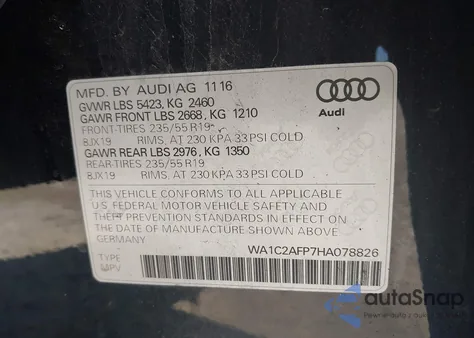 MFD. BY AUDI AG 11 16
GVWR LBS 5423, KG 2460
GAWR FRONT LBS 2668, KG 1210
FRONT-TIRES 235/55 R19
8JX19 RIMS, AT 230 KPA 33 PSI COLD
GAWR REAR LBS 2976, KG 1350
REAR-TIRES 235/55 R19
8JX19 RIMS, AT 230 KPA 33 PSI COLD
THIS VEHICLE CONFORMS TO ALL APPLICABLE
U.S. FEDERAL MOTOR VEHICLE SAFETY AND
THEFT PREVENTION STANDARDS IN EFFECT ON
THE DATE OF MANUFACTURE SHOWN ABOVE
GERMANY
WA1C2AFP7HA078826
TYPE
MPV
Audi
autoSnap